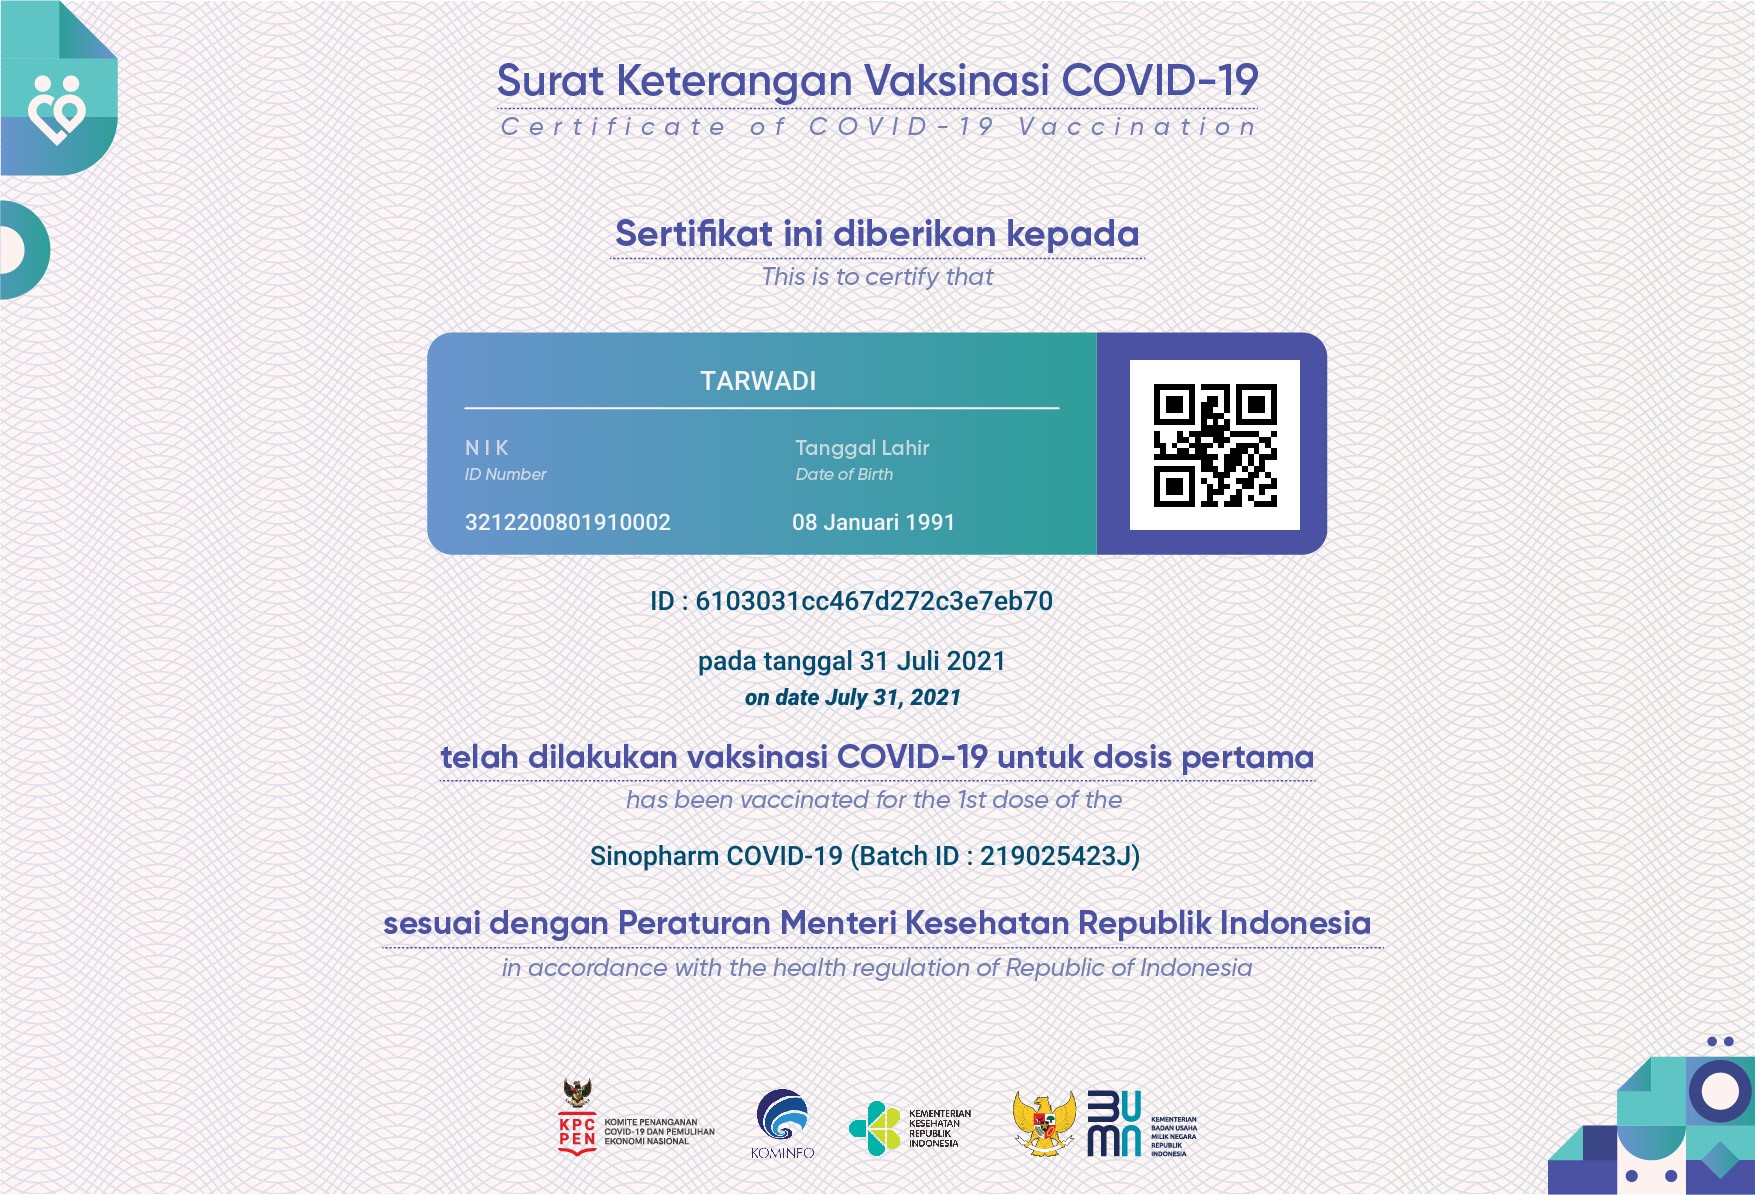 Surat Keterangan Vaksinasi COVID-19
Certificate of COVID-19 Vaccination
Sertifikat ini diberikan kepada
This is to certify that
TARWADI
NIK
ID Number
3212200801910002
Tanggal Lahir
Date of Birth
08 Januari 1991
ID : 6103031cc467d272c3e7eb70
pada tanggal 31 Juli 2021
on date July 31, 2021
telah dilakukan vaksinasi COVID-19 untuk dosis pertama
has been vaccinated for the 1st dose of the
Sinopharm COVID-19 (Batch ID : 219025423J)
sesuai dengan Peraturan Menteri Kesehatan Republik Indonesia
in accordance with the health regulation of Republic of Indonesia
KPC
PEN
KOMITE PENANGANAN
COVID-19 DAN PEMULIHAN
EKONOMI NASIONAL
KOMINFO
KEMENTERIAN
KESEHATAN
REPUBLIK
INDONESIA
BUMN
KEMENTERIAN
BADAN USAHA
MILIK NEGARA
REPUBLIK
INDONESIA